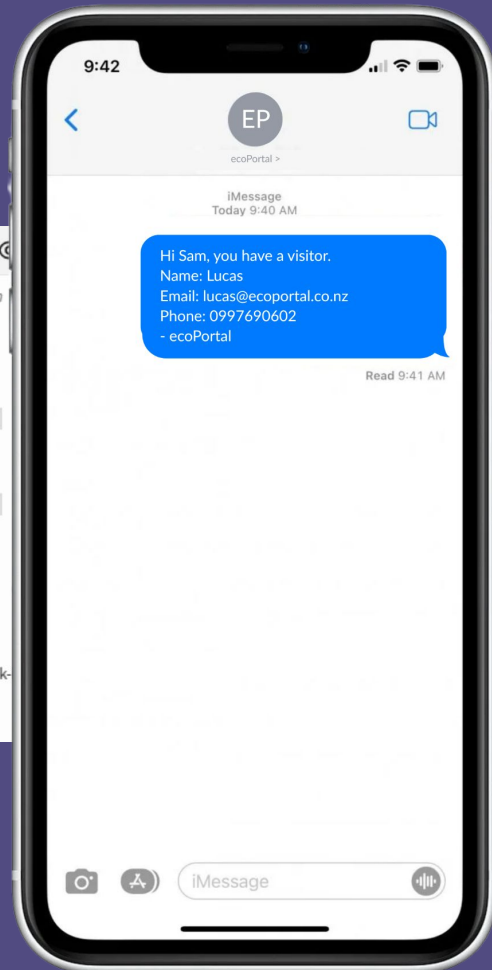 9:42
EP
ecoPortal >
iMessage
Today 9:40 AM
Hi Sam, you have a visitor.
Name: Lucas
Email: lucas@ecoportal.co.nz
Phone: 0997690602
- ecoPortal
Read 9:41 AM
k-
iMessage